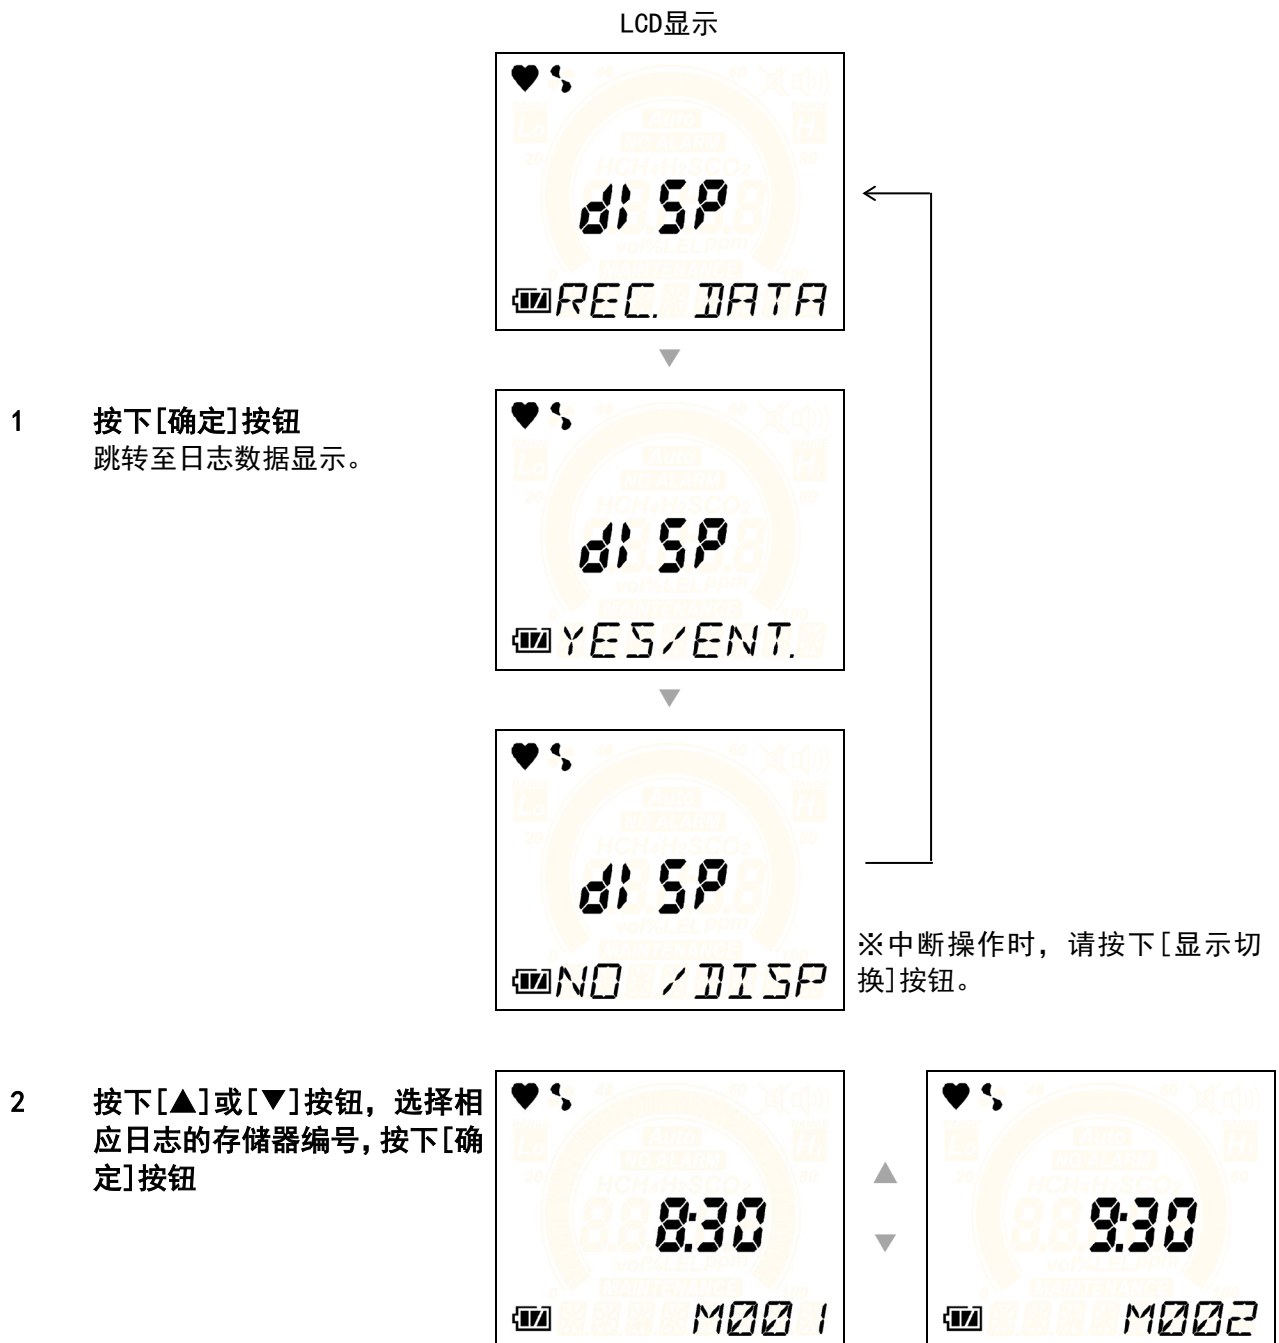 LCD显示
di SP
REC. DATA
1 按下[确定]按钮
跳转至日志数据显示。
di SP
YES/ENT.
di SP
NO /DISP
※中断操作时，请按下[显示切
换]按钮。
2 按下[▲]或[▼]按钮，选择相
应日志的存储器编号，按下[确
定]按钮
8:30
M001
9:30
M002